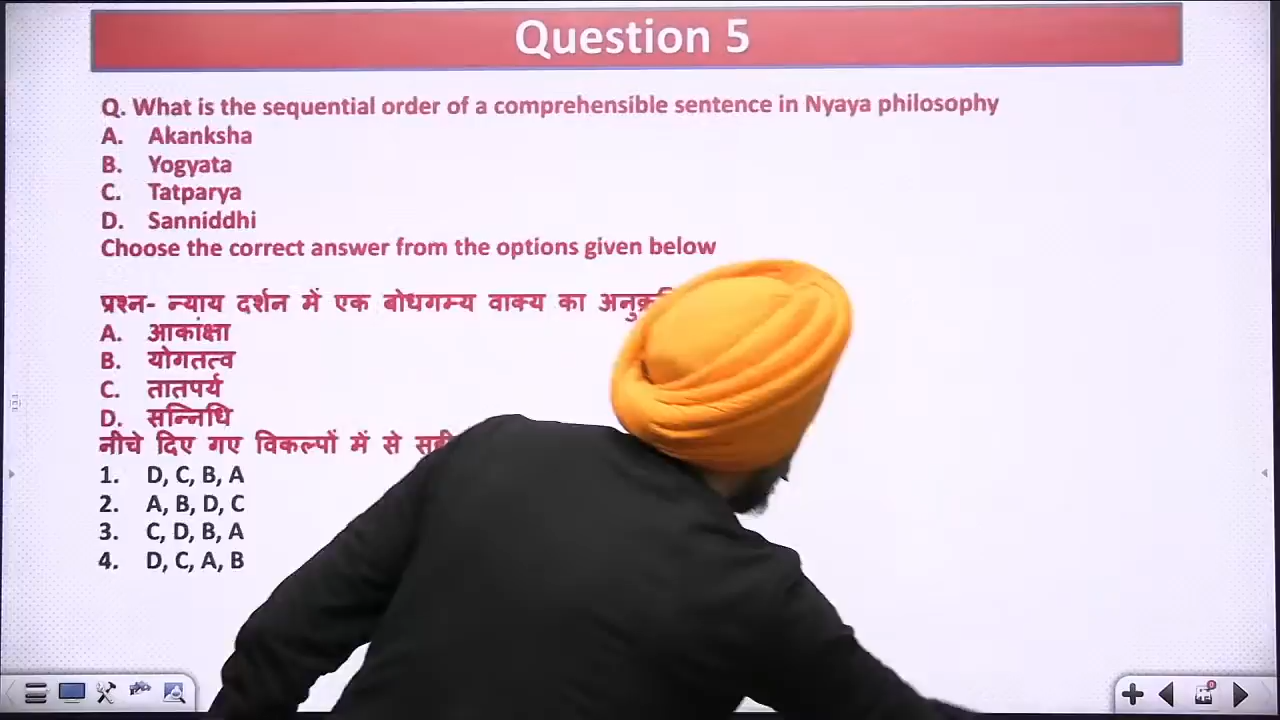 Question 5
Q. What is the sequential order of a comprehensible sentence in Nyaya philosophy
A. Akanksha
B. Yogyata
C. Tatparya
D. Sanniddhi
Choose the correct answer from the options given below
प्रश्न- न्याय दर्शन में एक बोधगम्य वाक्य का
A. आकांक्षा
B. योगतत्व
C. तातपर्य
D. सन्निधि
नीचे दिए गए विकल्पों में से
1. D, C, B, A
2. A, B, D, C
3. C, D, B, A
4. D, C, A, B